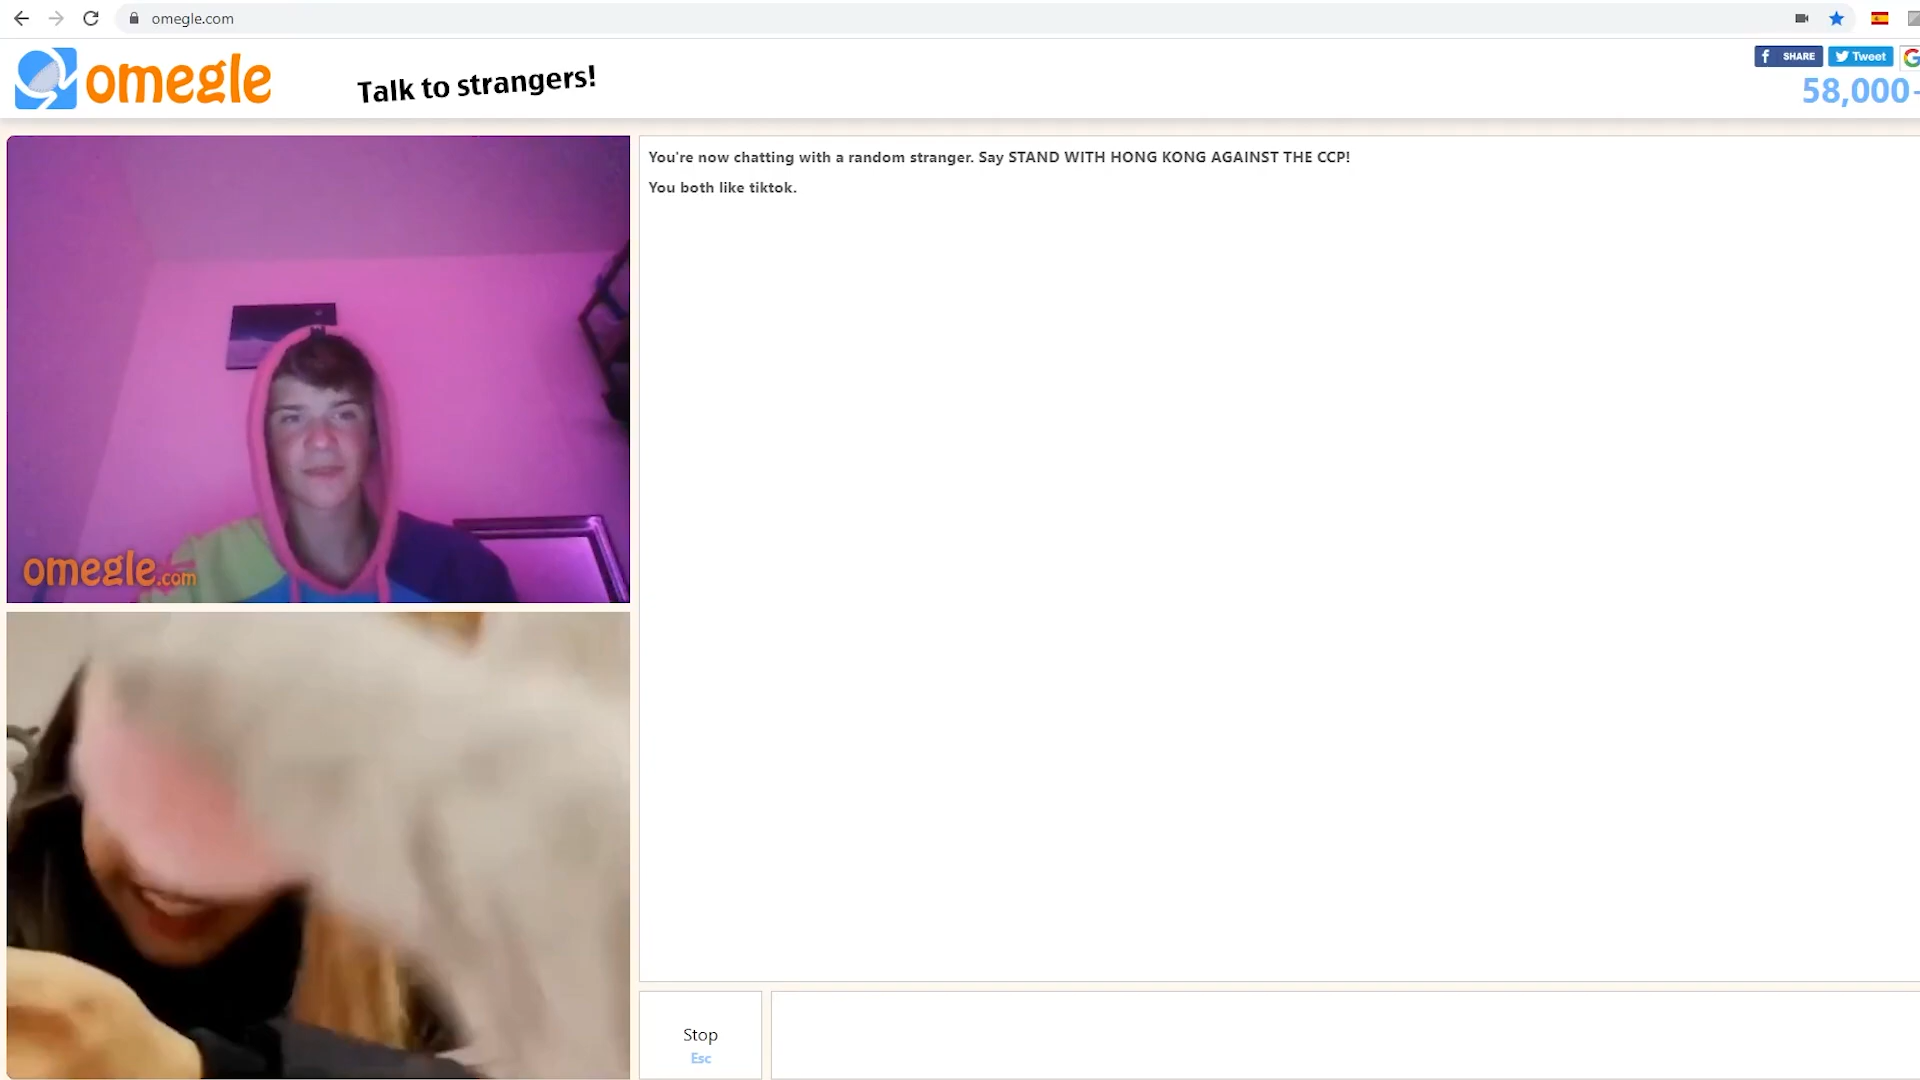 omegle.com
omegle
Talk to strangers!
f SHARE
Tweet
G
58,000
You're now chatting with a random stranger. Say STAND WITH HONG KONG AGAINST THE CCP!
You both like tiktok.
omegle.com
Stop
Esc